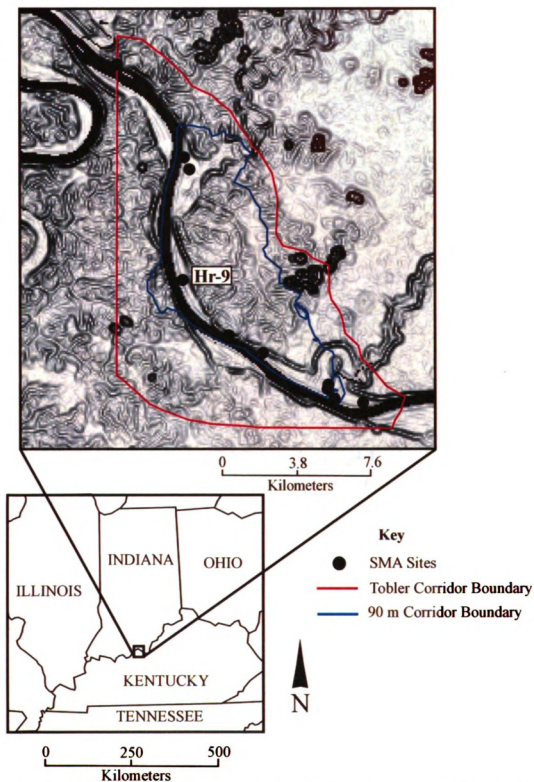 Hr-9
0 3.8 7.6
Kilometers
Key
SMA Sites
Tobler Corridor Boundary
90 m Corridor Boundary
N
ILLINOIS
INDIANA
OHIO
KENTUCKY
TENNESSEE
0 250 500
Kilometers